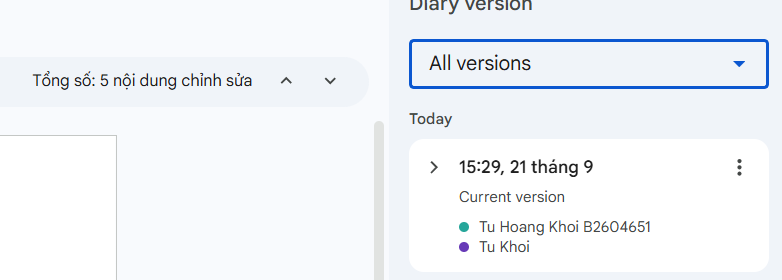 Diary version
Tổng số: 5 nội dung chỉnh sửa
All versions
Today
15:29, 21 tháng 9
Current version
Tu Hoang Khoi B2604651
Tu Khoi